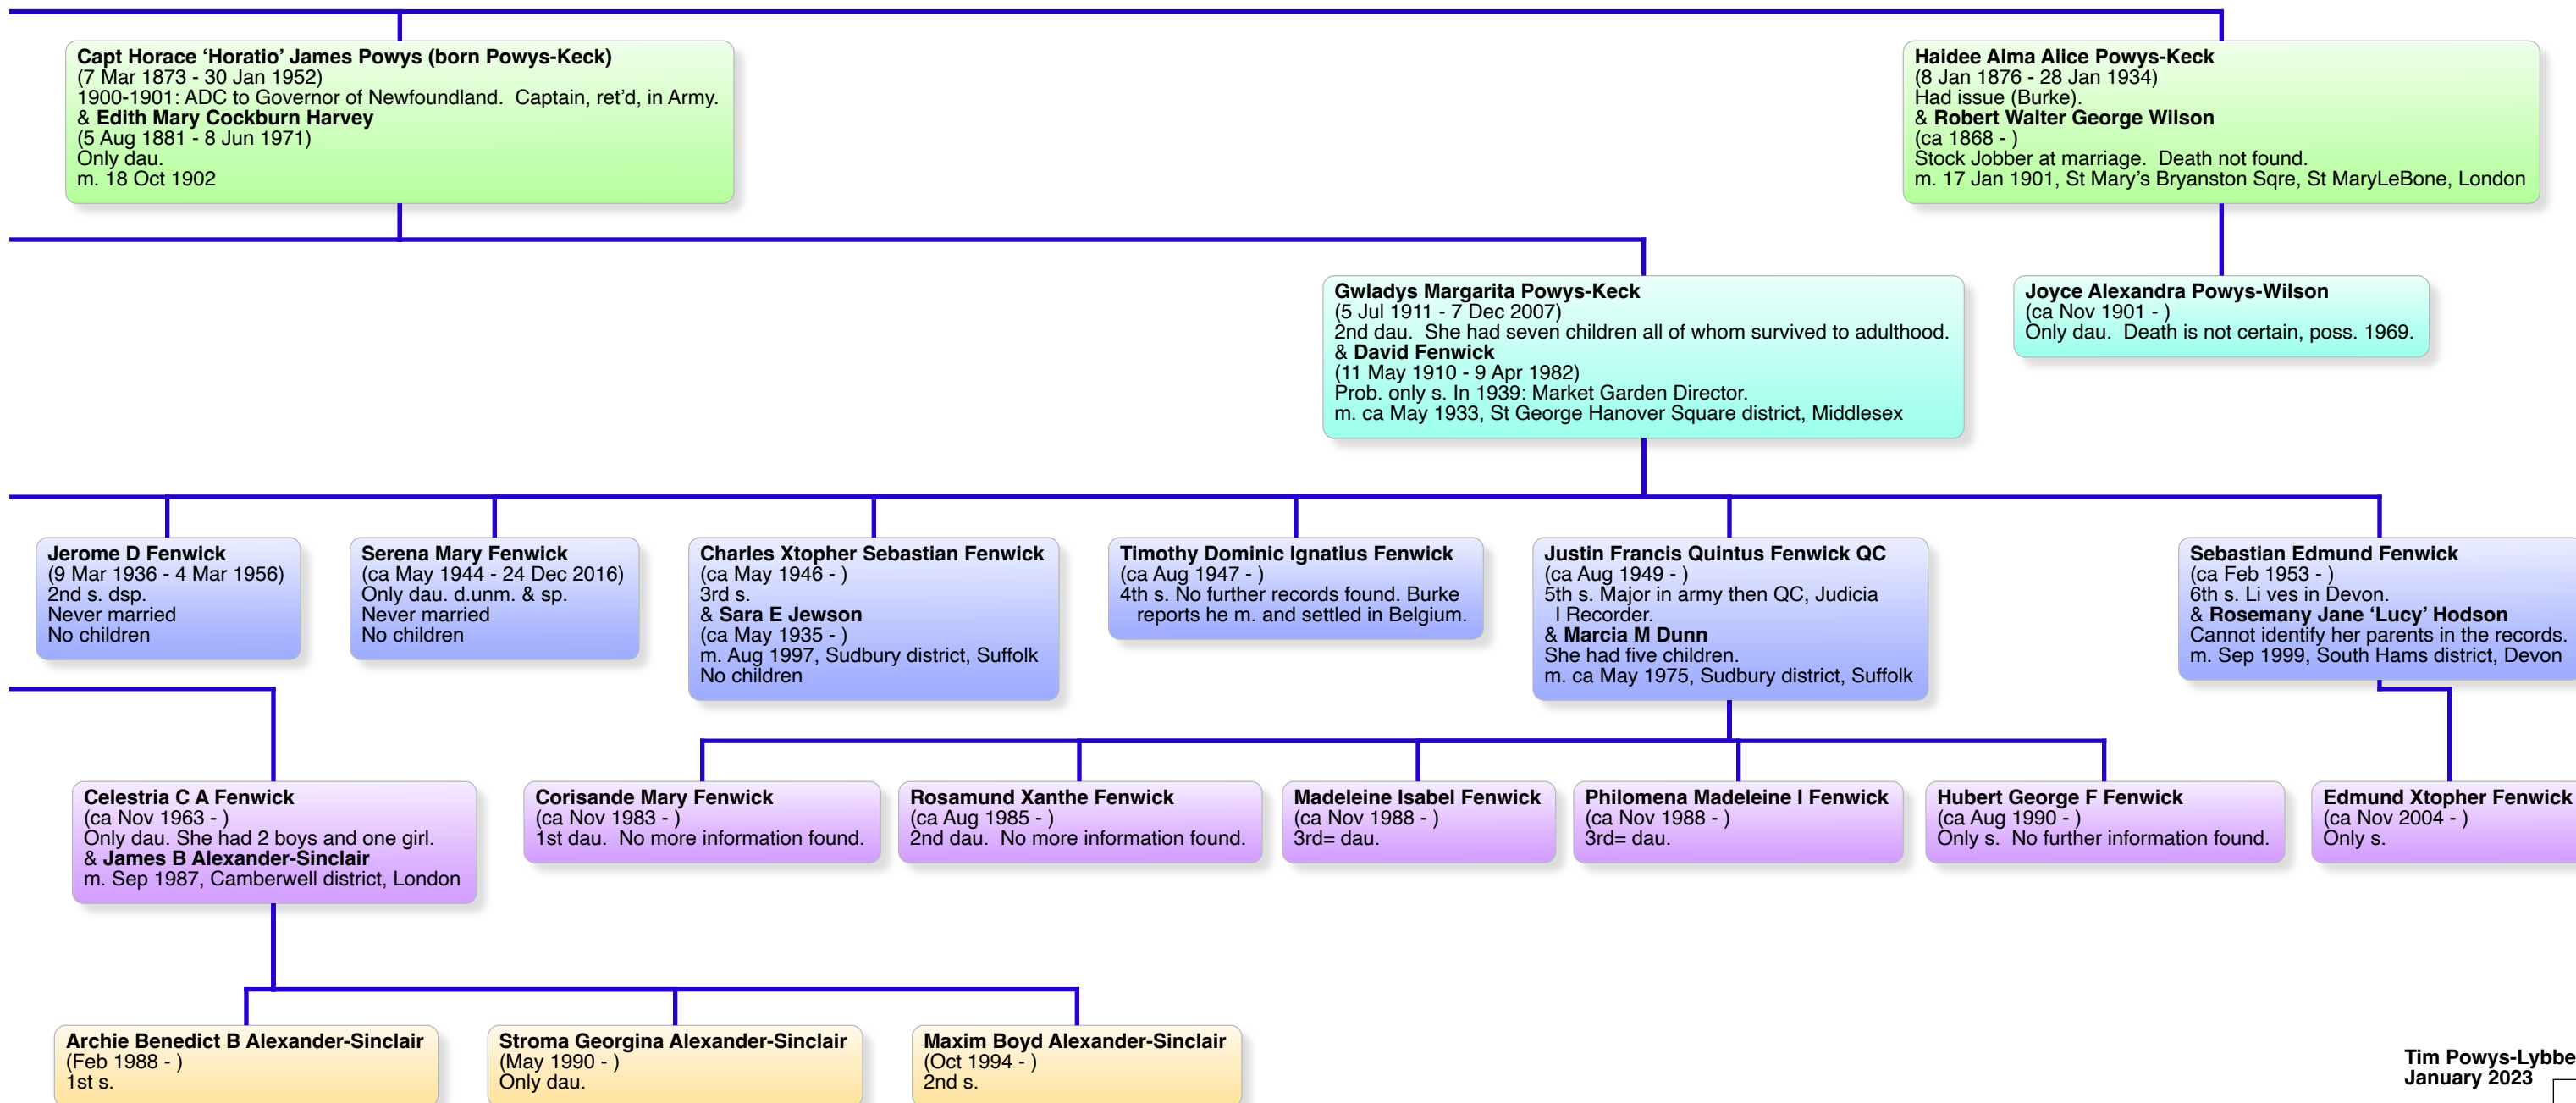 Capt Horace ‘Horatio’ James Powys (born Powys-Keck)
(7 Mar 1873 - 30 Jan 1952)
1900-1901: ADC to Governor of Newfoundland.  Captain, ret’d, in Army.
& Edith Mary Cockburn Harvey
(5 Aug 1881 - 8 Jun 1971)
Only dau.
m. 18 Oct 1902
Haidee Alma Alice Powys-Keck
(8 Jan 1876 - 28 Jan 1934)
Had issue (Burke).
& Robert Walter George Wilson
(ca 1868 - )
Stock Jobber at marriage.  Death not found.
m. 17 Jan 1901, St Mary’s Bryanston Sqre, St MaryLeBone, London
Gwladys Margarita Powys-Keck
(5 Jul 1911 - 7 Dec 2007)
2nd dau.  She had seven children all of whom survived to adulthood.
& David Fenwick
(11 May 1910 - 9 Apr 1982)
Prob. only s. In 1939: Market Garden Director.
m. ca May 1933, St George Hanover Square district, Middlesex
Joyce Alexandra Powys-Wilson
(ca Nov 1901 - )
Only dau.  Death is not certain, poss. 1969.
Jerome D Fenwick
(9 Mar 1936 - 4 Mar 1956)
2nd s. dsp.
Never married
No children
Serena Mary Fenwick
(ca May 1944 - 24 Dec 2016)
Only dau. d.unm. & sp.
Never married
No children
Charles Xtopher Sebastian Fenwick
(ca May 1946 - )
3rd s.
& Sara E Jewson
(ca May 1935 - )
m. Aug 1997, Sudbury district, Suffolk
No children
Timothy Dominic Ignatius Fenwick
(ca Aug 1947 - )
4th s. No further records found. Burke
reports he m. and settled in Belgium.
Justin Francis Quintus Fenwick QC
(ca Aug 1949 - )
5th s. Major in army then QC, Judicia
l Recorder.
& Marcia M Dunn
She had five children.
m. ca May 1975, Sudbury district, Suffolk
Sebastian Edmund Fenwick
(ca Feb 1953 - )
6th s. Li ves in Devon.
& Rosemany Jane ‘Lucy’ Hodson
Cannot identify her parents in the records.
m. Sep 1999, South Hams district, Devon
Celestria C A Fenwick
(ca Nov 1963 - )
Only dau. She had 2 boys and one girl.
& James B Alexander-Sinclair
m. Sep 1987, Camberwell district, London
Corisande Mary Fenwick
(ca Nov 1983 - )
1st dau.  No more information found.
Rosamund Xanthe Fenwick
(ca Aug 1985 - )
2nd dau.  No more information found.
Madeleine Isabel Fenwick
(ca Nov 1988 - )
3rd= dau.
Philomena Madeleine I Fenwick
(ca Nov 1988 - )
3rd= dau.
Hubert George F Fenwick
(ca Aug 1990 - )
Only s.  No further information found.
Edmund Xtopher Fenwick
(ca Nov 2004 - )
Only s.
Archie Benedict B Alexander-Sinclair
(Feb 1988 - )
1st s.
Stroma Georgina Alexander-Sinclair
(May 1990 - )
Only dau.
Maxim Boyd Alexander-Sinclair
(Oct 1994 - )
2nd s.
Tim Powys-Lybbe
January 2023